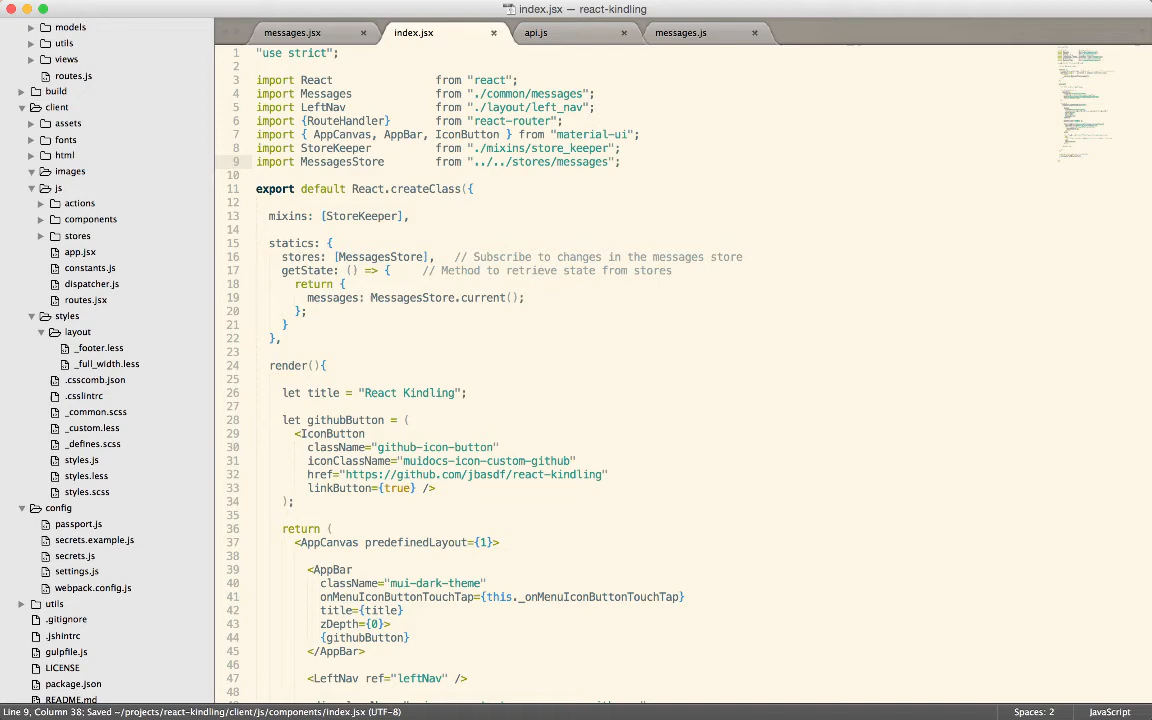 index.jsx — react-kindling
messages.jsx × index.jsx × api.js × messages.js ×
models
utils
views
routes.js
build
client
assets
fonts
html
images
js
actions
components
stores
app.jsx
constants.js
dispatcher.js
routes.jsx
styles
layout
_footer.less
_full_width.less
.csscomb.json
.csslintrc
_common.scss
_custom.less
_defines.scss
styles.js
styles.less
styles.scss
config
passport.js
secrets.example.js
secrets.js
settings.js
webpack.config.js
utils
.gitignore
.jshintrc
gulpfile.js
LICENSE
package.json
README.md
1 "use strict";
2
3 import React from "react";
4 import Messages from "./common/messages";
5 import LeftNav from "./layout/left_nav";
6 import {RouteHandler} from "react-router";
7 import { AppCanvas, AppBar, IconButton } from "material-ui";
8 import StoreKeeper from "./mixins/store_keeper";
9 import MessagesStore from "../../stores/messages";
10
11 export default React.createClass({
12
13 mixins: [StoreKeeper],
14
15 statics: {
16 stores: [MessagesStore], // Subscribe to changes in the messages store
17 getState: () => { // Method to retrieve state from stores
18 return {
19 messages: MessagesStore.current();
20 };
21 }
22 },
23
24 render(){
25
26 let title = "React Kindling";
27
28 let githubButton = (
29 <IconButton
30 className="github-icon-button"
31 iconClassName="muidocs-icon-custom-github"
32 href="https://github.com/jbasdf/react-kindling"
33 linkButton={true} />
34 );
35
36 return (
37 <AppCanvas predefinedLayout={1}>
38
39 <AppBar
40 className="mui-dark-theme"
41 onMenuIconButtonTouchTap={this._onMenuIconButtonTouchTap}
42 title={title}
43 zDepth={0}>
44 {githubButton}
45 </AppBar>
46
47 <LeftNav ref="leftNav" />
48
Line 9, Column 38; Saved ~/projects/react-kindling/client/js/components/index.jsx (UTF-8) Spaces: 2 JavaScript